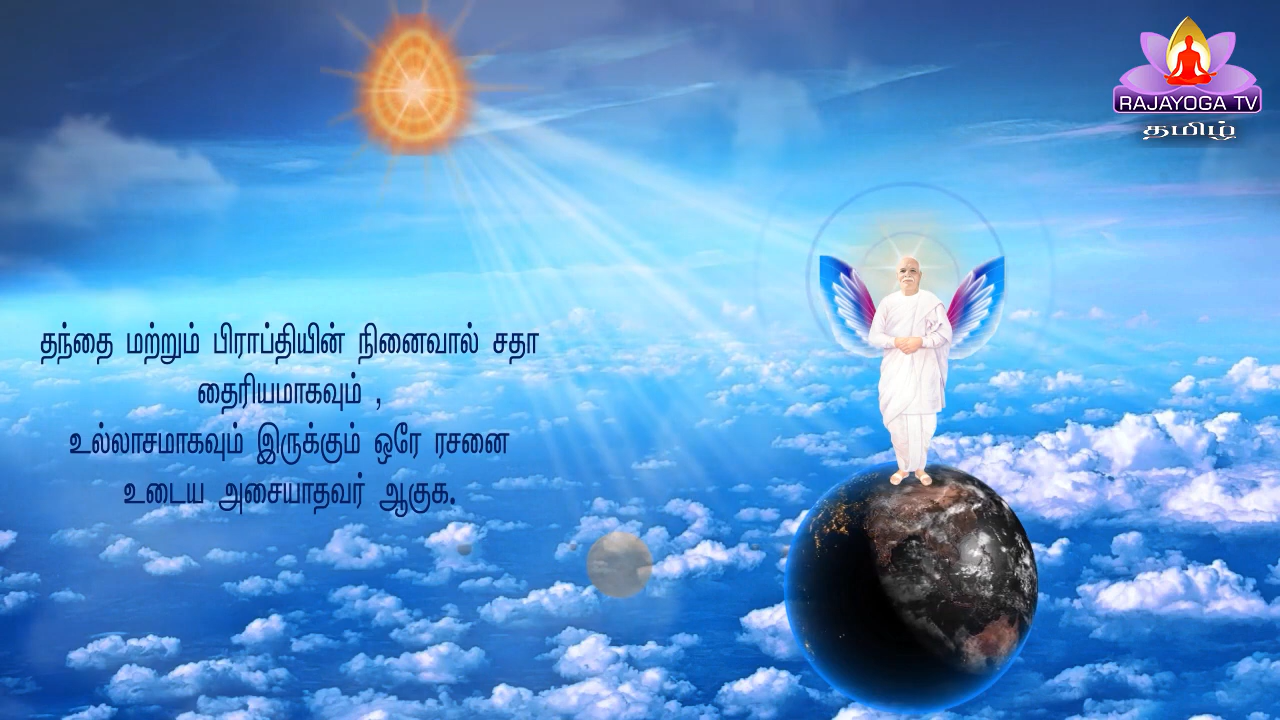 RAJAYOGA TV
தமிழ்
தந்தை மற்றும் பிராப்தியின் நினைவால் சதா
தைரியமாகவும் ,
உல்லாசமாகவும் இருக்கும் ஒரே ரசனை
உடைய அசையாதவர் ஆகுக.